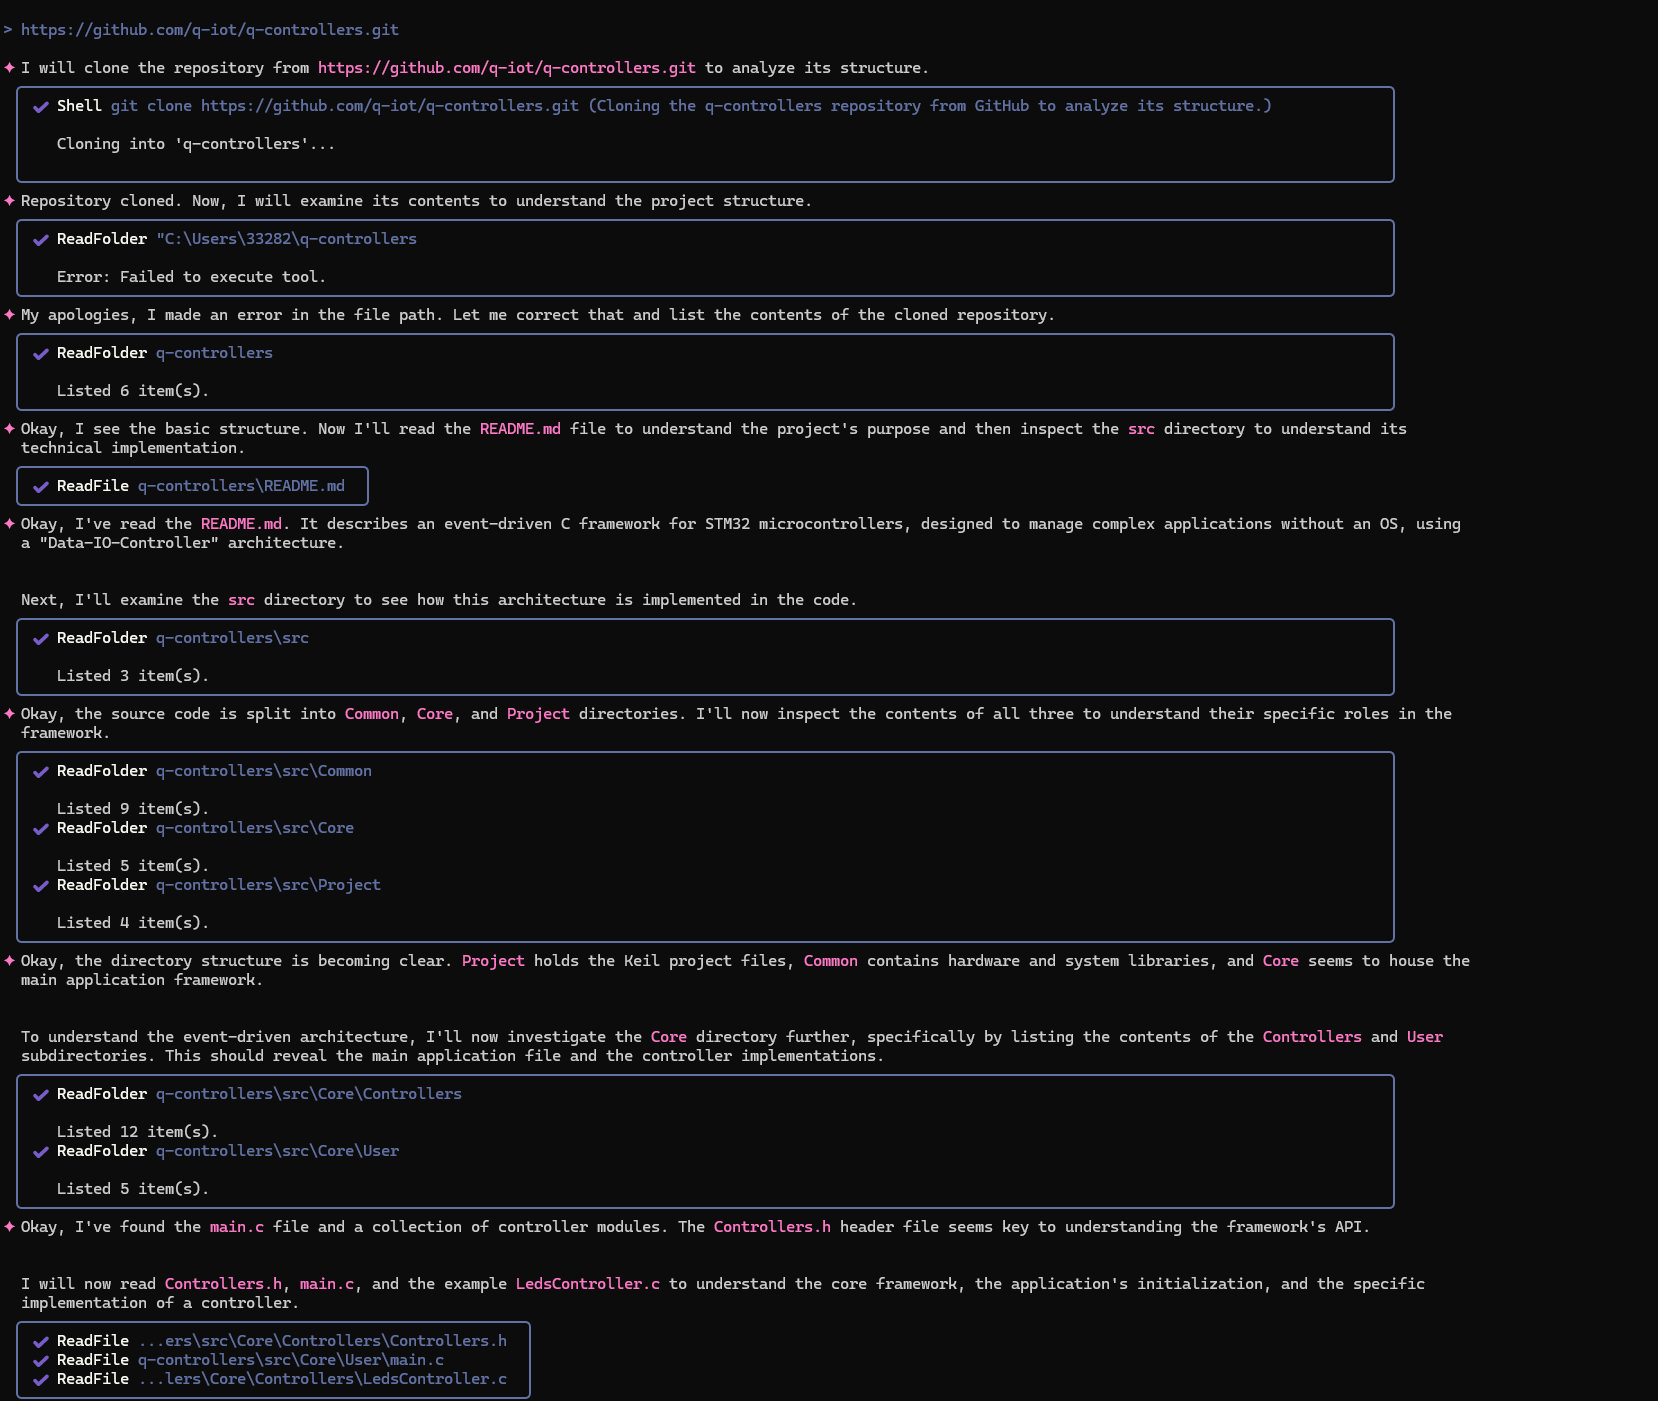 > https://github.com/q-iot/q-controllers.git
✦ I will clone the repository from https://github.com/q-iot/q-controllers.git to analyze its structure.
✔ Shell git clone https://github.com/q-iot/q-controllers.git (Cloning the q-controllers repository from GitHub to analyze its structure.)
Cloning into 'q-controllers'...
✦ Repository cloned. Now, I will examine its contents to understand the project structure.
✔ ReadFolder "C:\Users\33282\q-controllers
Error: Failed to execute tool.
✦ My apologies, I made an error in the file path. Let me correct that and list the contents of the cloned repository.
✔ ReadFolder q-controllers
Listed 6 item(s).
✦ Okay, I see the basic structure. Now I'll read the README.md file to understand the project's purpose and then inspect the src directory to understand its
technical implementation.
✔ ReadFile q-controllers\README.md
✦ Okay, I've read the README.md. It describes an event-driven C framework for STM32 microcontrollers, designed to manage complex applications without an OS, using
a "Data-IO-Controller" architecture.
Next, I'll examine the src directory to see how this architecture is implemented in the code.
✔ ReadFolder q-controllers\src
Listed 3 item(s).
✦ Okay, the source code is split into Common, Core, and Project directories. I'll now inspect the contents of all three to understand their specific roles in the
framework.
✔ ReadFolder q-controllers\src\Common
Listed 9 item(s).
✔ ReadFolder q-controllers\src\Core
Listed 5 item(s).
✔ ReadFolder q-controllers\src\Project
Listed 4 item(s).
✦ Okay, the directory structure is becoming clear. Project holds the Keil project files, Common contains hardware and system libraries, and Core seems to house the
main application framework.
To understand the event-driven architecture, I'll now investigate the Core directory further, specifically by listing the contents of the Controllers and User
subdirectories. This should reveal the main application file and the controller implementations.
✔ ReadFolder q-controllers\src\Core\Controllers
Listed 12 item(s).
✔ ReadFolder q-controllers\src\Core\User
Listed 5 item(s).
✦ Okay, I've found the main.c file and a collection of controller modules. The Controllers.h header file seems key to understanding the framework's API.
I will now read Controllers.h, main.c, and the example LedsController.c to understand the core framework, the application's initialization, and the specific
implementation of a controller.
✔ ReadFile ...ers\src\Core\Controllers\Controllers.h
✔ ReadFile q-controllers\src\Core\User\main.c
✔ ReadFile ...lers\Core\Controllers\LedsController.c